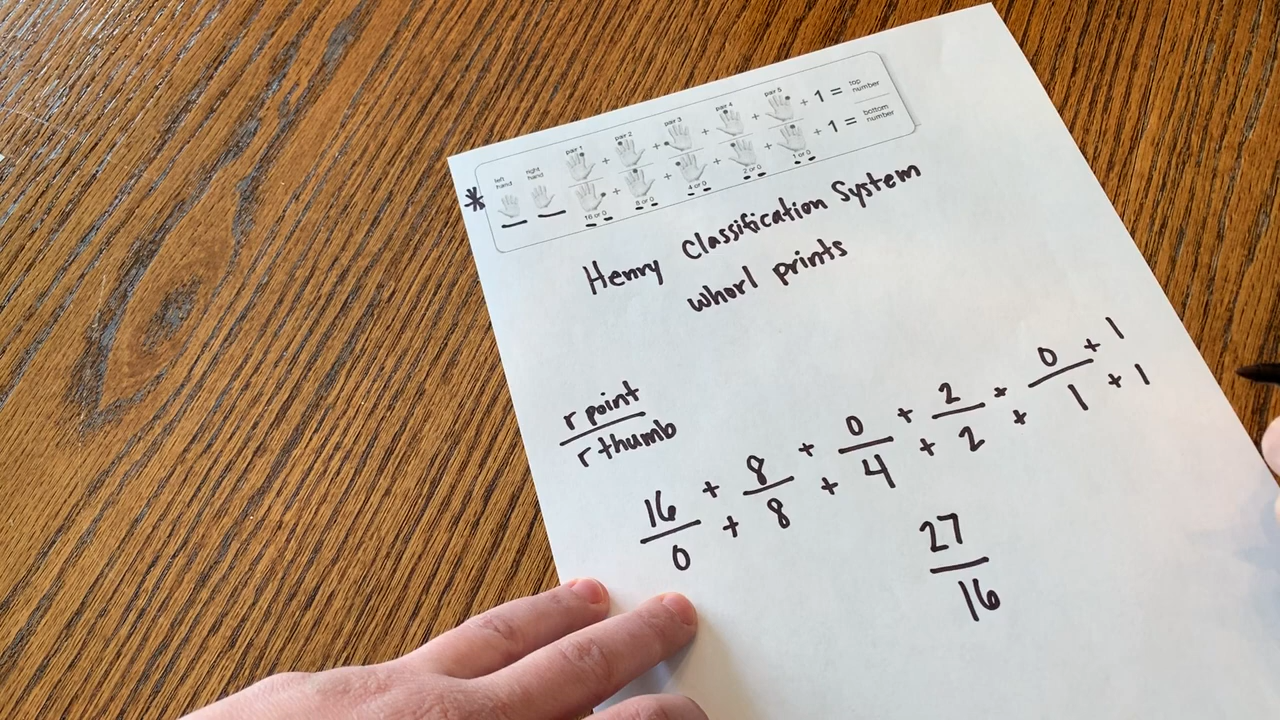 left hand right hand pair 1 pair 2 pair 3 pair 4 pair 5
+ + + + + 1 = top number
+ + + + + 1 = bottom number
16 or 0 8 or 0 4 or 0 2 or 0 1 or 0
*
Henry Classification System
whorl prints
r point
r thumb
16 + 8 + 0 + 2 + 0 + 1
0 + 8 + 4 + 2 + 1 + 1
27
16